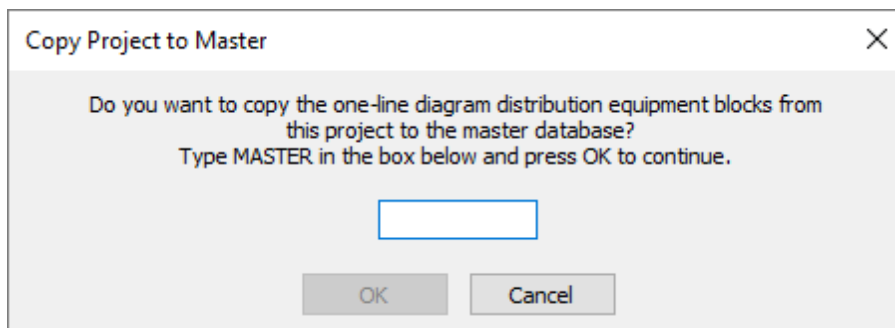 Copy Project to Master
Do you want to copy the one-line diagram distribution equipment blocks from
this project to the master database?
Type MASTER in the box below and press OK to continue.
OK
Cancel